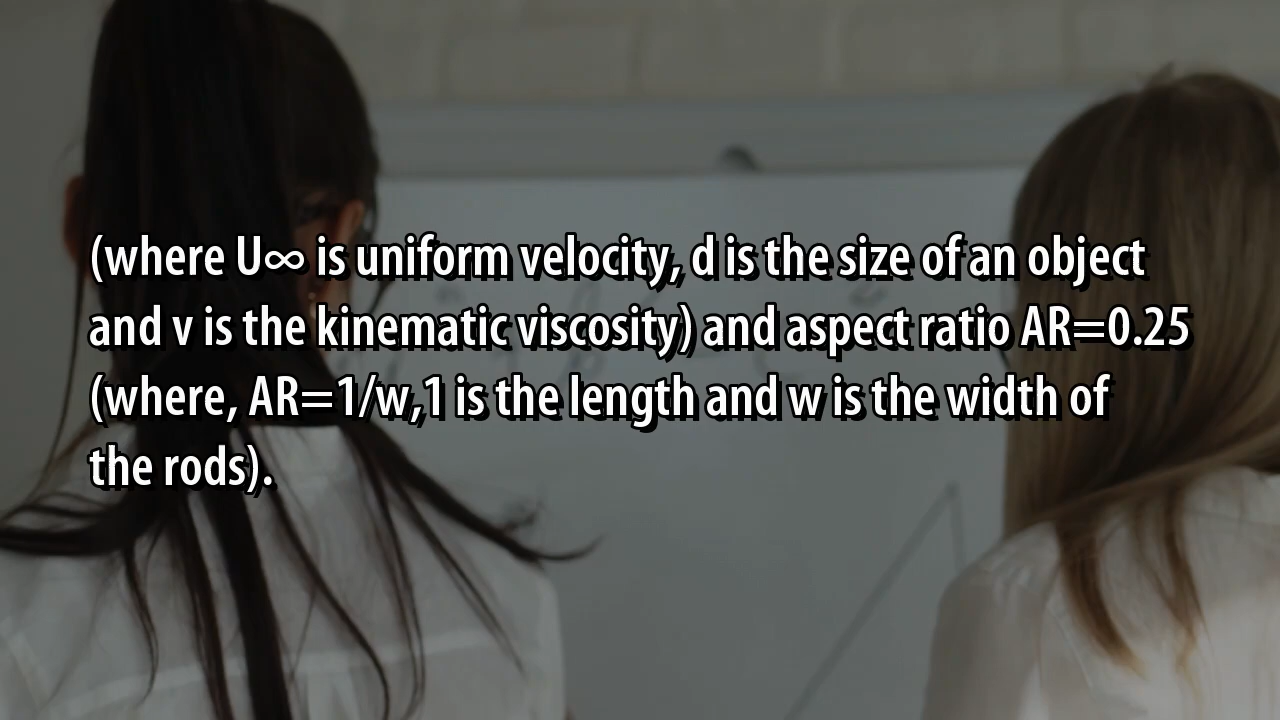 (where U∞ is uniform velocity, d is the size of an object
and v is the kinematic viscosity) and aspect ratio AR=0.25
(where, AR=1/w,1 is the length and w is the width of
the rods).